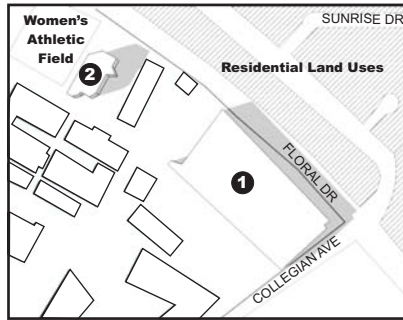 Women's
Athletic
Field
SUNRISE DR
2
Residential Land Uses
1
FLORAL DR
COLLEGIAN AVE